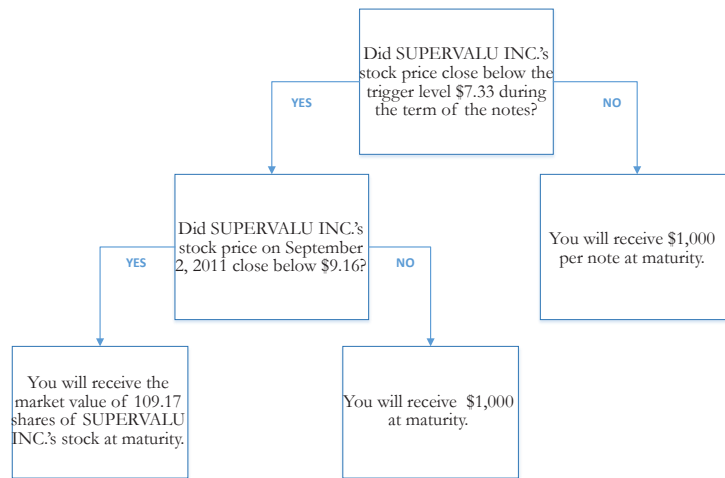 Did SUPERVALU INC.'s
stock price close below the
trigger level $7.33 during
the term of the notes?
YES
NO
Did SUPERVALU INC.'s
stock price on September
2, 2011 close below $9.16?
You will receive $1,000
per note at maturity.
YES
NO
You will receive the
market value of 109.17
shares of SUPERVALU
INC.'s stock at maturity.
You will receive $1,000
at maturity.